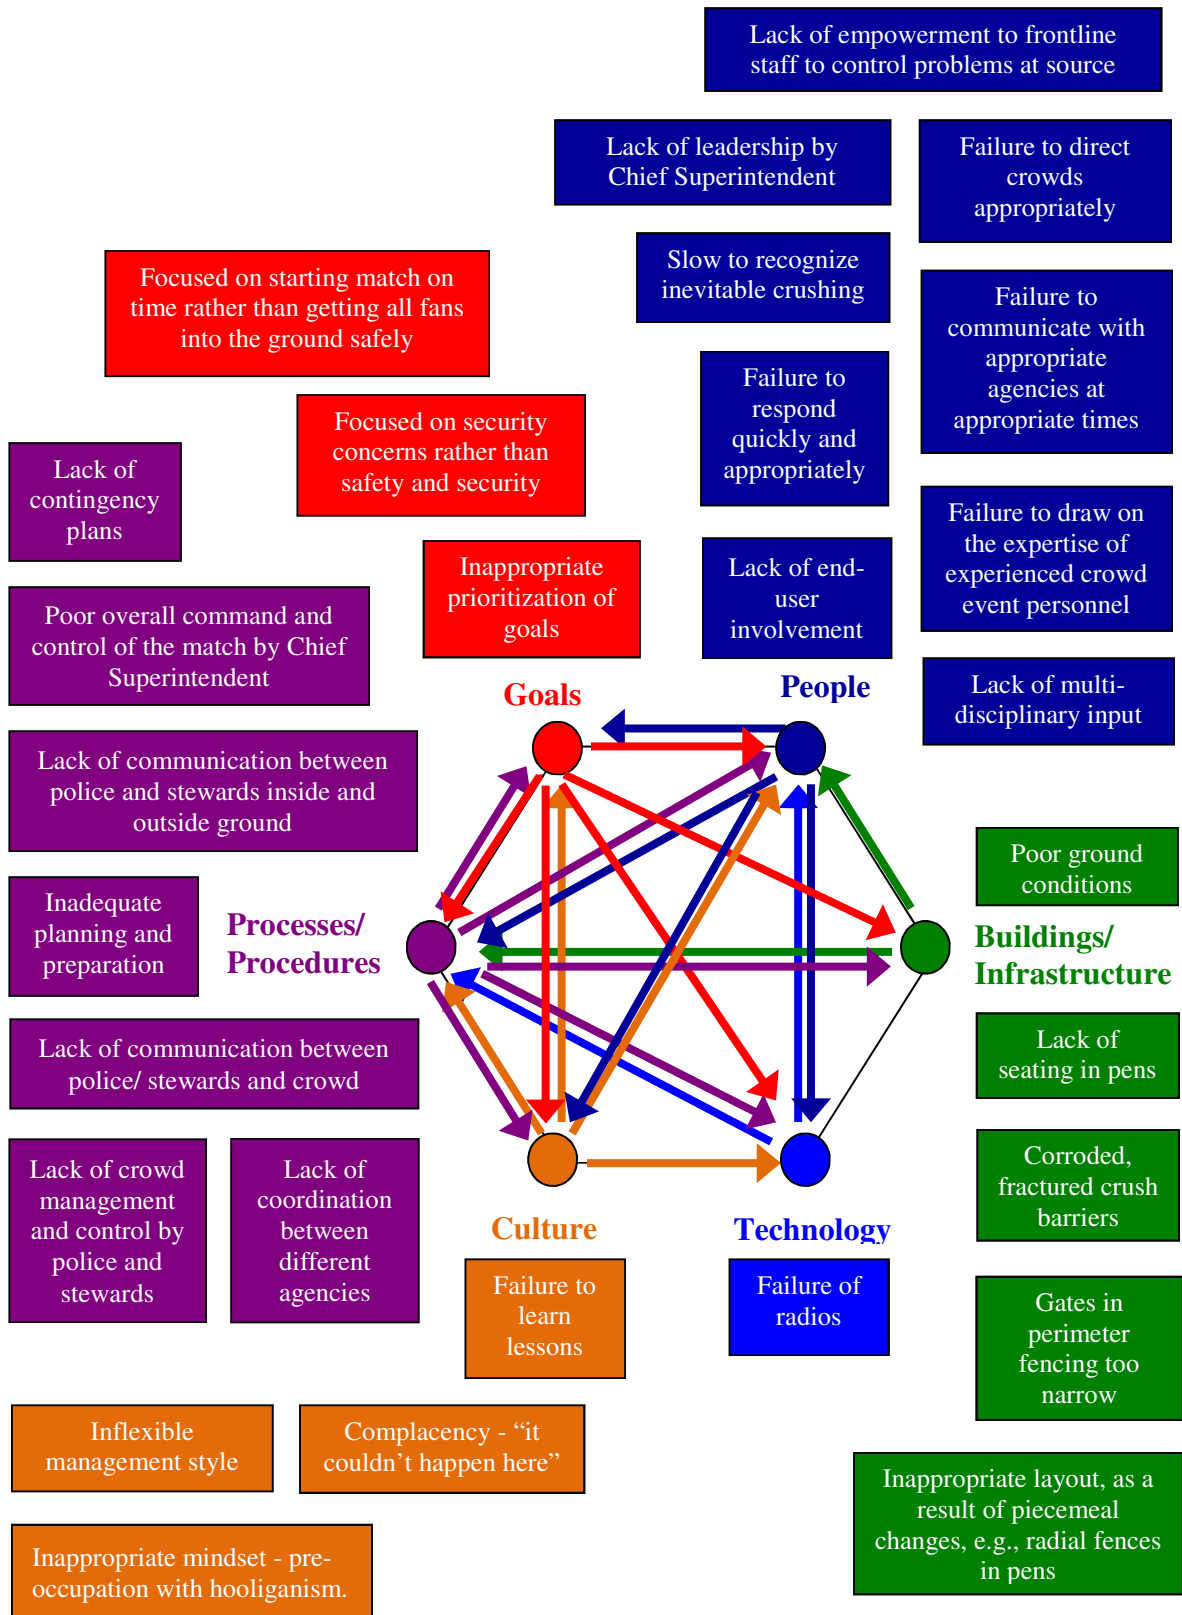 Lack of empowerment to frontline
staff to control problems at source
Lack of leadership by
Chief Superintendent
Failure to direct
crowds
appropriately
Slow to recognize
inevitable crushing
Focused on starting match on
time rather than getting all fans
into the ground safely
Failure to
communicate with
appropriate
agencies at
appropriate times
Failure to
respond
quickly and
appropriately
Focused on security
concerns rather than
safety and security
Lack of
contingency
plans
Failure to draw on
the expertise of
experienced crowd
event personnel
Inappropriate
prioritization of
goals
Lack of end-
user
involvement
Poor overall command and
control of the match by Chief
Superintendent
Lack of multi-
disciplinary input
Goals
People
Lack of communication between
police and stewards inside and
outside ground
Poor ground
conditions
Inadequate
planning and
preparation
Processes/
Procedures
Buildings/
Infrastructure
Lack of communication between
police/ stewards and crowd
Lack of
seating in pens
Lack of crowd
management
and control by
police and
stewards
Lack of
coordination
between
different
agencies
Corroded,
fractured crush
barriers
Culture
Technology
Failure to
learn
lessons
Failure of
radios
Gates in
perimeter
fencing too
narrow
Inflexible
management style
Complacency - “it
couldn’t happen here”
Inappropriate layout, as a
result of piecemeal
changes, e.g., radial fences
in pens
Inappropriate mindset - pre-
occupation with hooliganism.